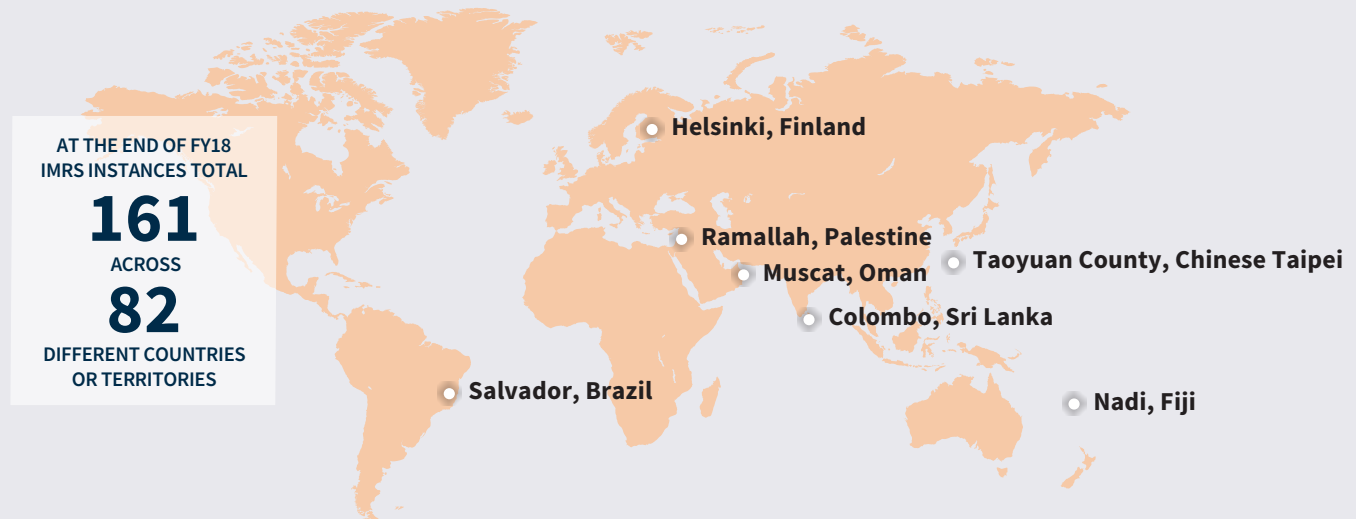 AT THE END OF FY18
IMRS INSTANCES TOTAL
161
ACROSS
82
DIFFERENT COUNTRIES
OR TERRITORIES
Helsinki, Finland
Ramallah, Palestine
Muscat, Oman
Taoyuan County, Chinese Taipei
Colombo, Sri Lanka
Salvador, Brazil
Nadi, Fiji